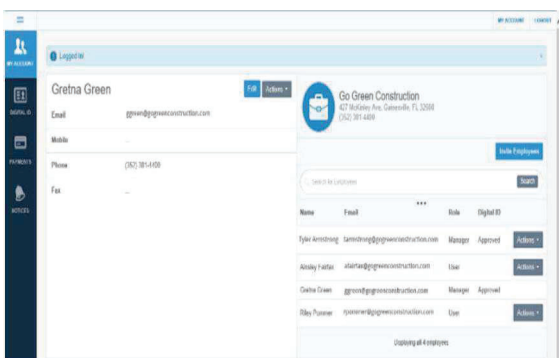 MY ACCOUNT LOGOUT
MY ACCOUNT
Logged in!
DIGITAL ID
PAYMENTS
NOTICES
Gretna Green
Edit Actions
Email ggreen@gogreenconstruction.com
Mobile --
Phone (352) 381-4400
Fax --
Go Green Construction
427 McKinley Ave, Gainesville, FL 32608
(352) 381-4400
Invite Employees
Search for Employees Search
Name Email Role Digital ID
Tyler Armstrong tarmstrong@gogreenconstruction.com Manager Approved Actions
Ainsley Fairfax afairfax@gogreenconstruction.com User Actions
Gretna Green ggreen@gogreenconstruction.com Manager Approved
Riley Pommer rpommer@gogreenconstruction.com User Actions
Displaying all 4 employees